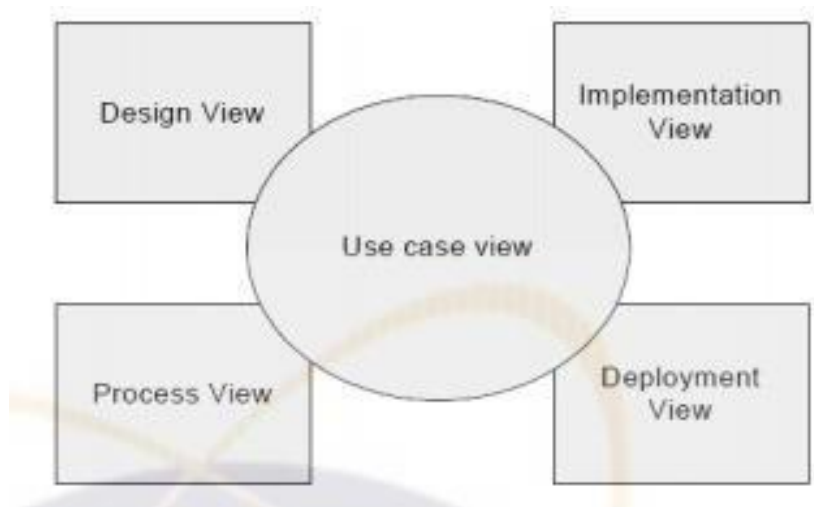 Design View
Implementation
View
Use case view
Process View
Deployment
View